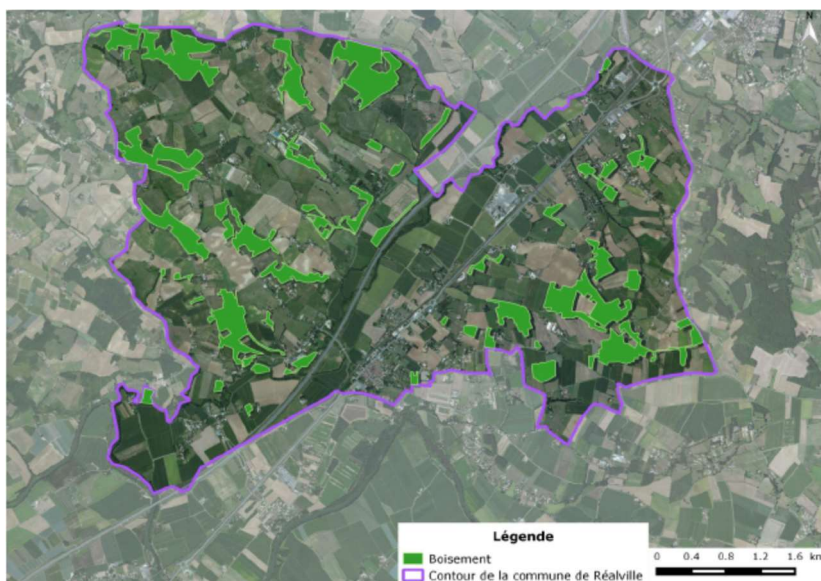 N
Légende
Boisement
Contour de la commune de Réalville
0 0.4 0.8 1.2 1.6 km